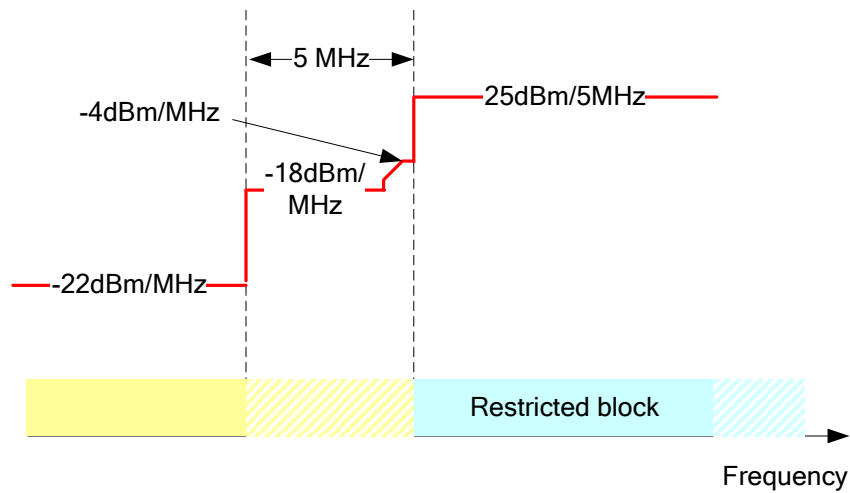 5 MHz
-4dBm/MHz
25dBm/5MHz
-18dBm/
MHz
-22dBm/MHz
Restricted block
Frequency